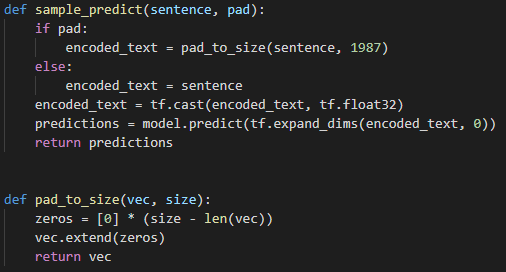 def sample_predict(sentence, pad):
    if pad:
        encoded_text = pad_to_size(sentence, 1987)
    else:
        encoded_text = sentence
    encoded_text = tf.cast(encoded_text, tf.float32)
    predictions = model.predict(tf.expand_dims(encoded_text, 0))
    return predictions
def pad_to_size(vec, size):
    zeros = [0] * (size - len(vec))
    vec.extend(zeros)
    return vec